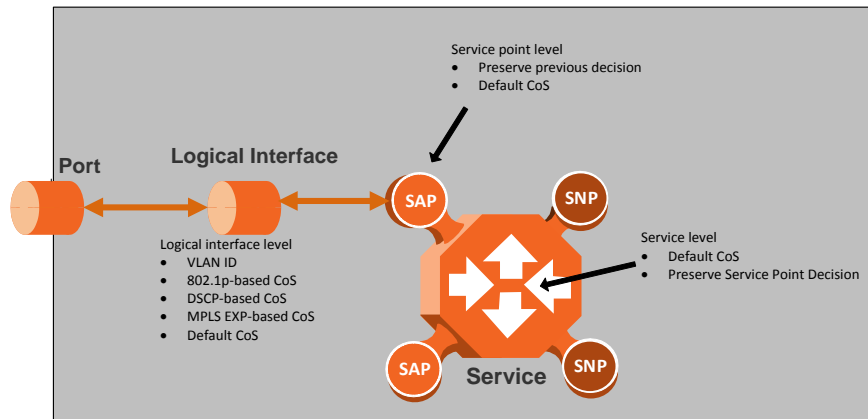 Service point level
• Preserve previous decision
• Default CoS
Port
Logical Interface
SAP
SNP
Logical interface level
• VLAN ID
• 802.1p-based CoS
• DSCP-based CoS
• MPLS EXP-based CoS
• Default CoS
Service level
• Default CoS
• Preserve Service Point Decision
SAP
Service
SNP